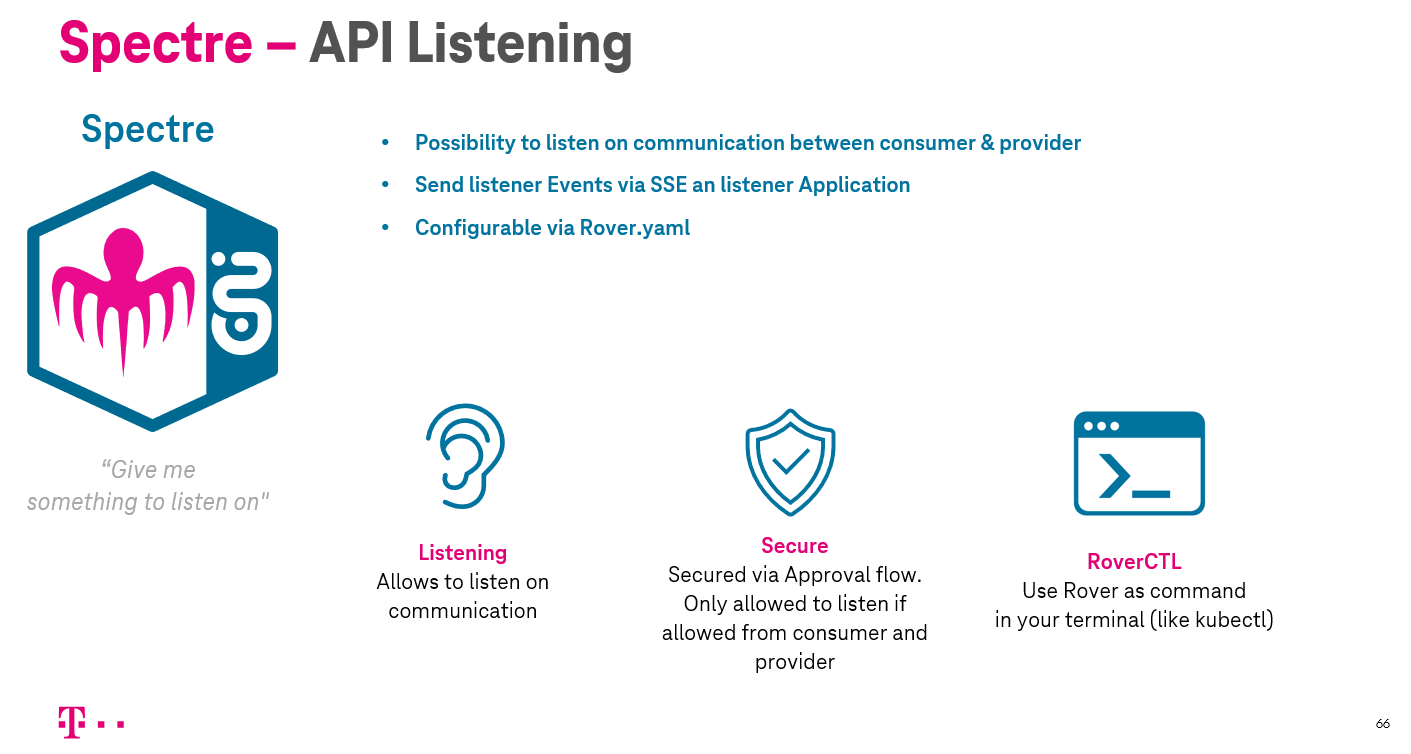 Spectre – API Listening
Spectre
“Give me
something to listen on"
• Possibility to listen on communication between consumer & provider
• Send listener Events via SSE an listener Application
• Configurable via Rover.yaml
Listening
Allows to listen on
communication
Secure
Secured via Approval flow.
Only allowed to listen if
allowed from consumer and
provider
RoverCTL
Use Rover as command
in your terminal (like kubectl)
T
66